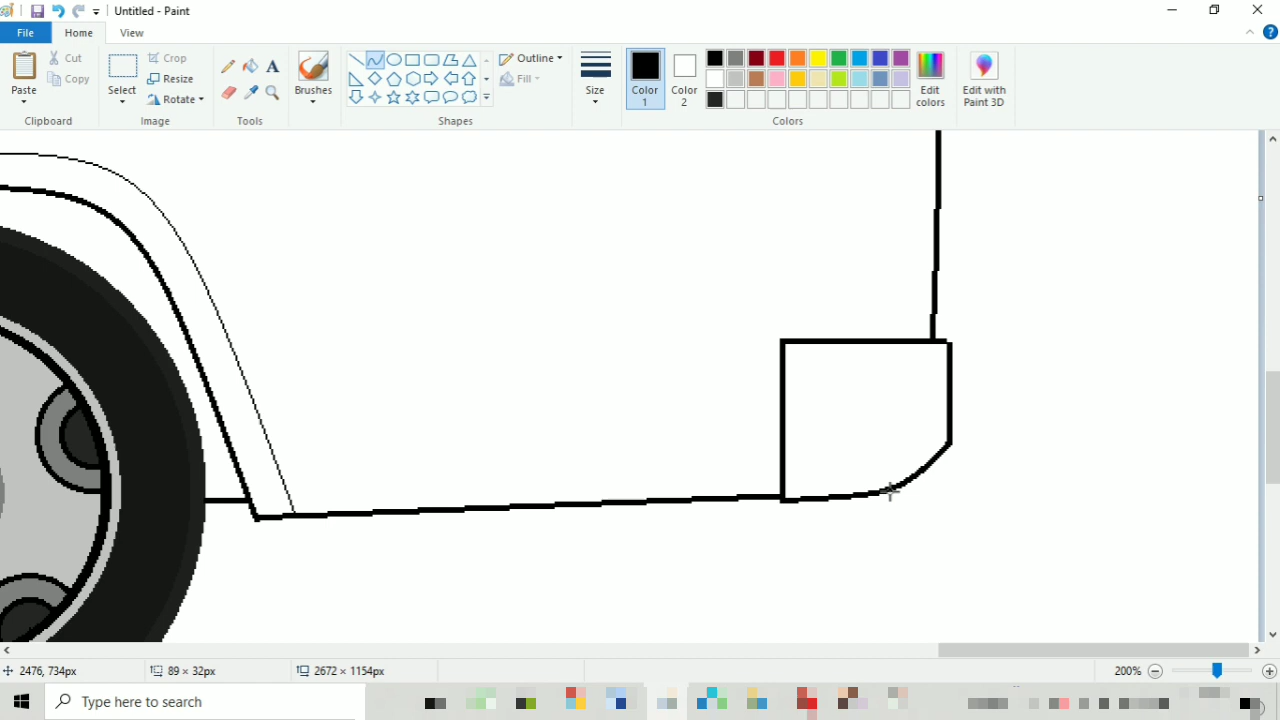 Untitled - Paint
File
Home
View
Paste
Cut
Copy
Clipboard
Select
Crop
Resize
Rotate
Image
A
Tools
Brushes
Outline
Fill
Shapes
Size
Color 1
Color 2
Edit colors
Colors
Edit with Paint 3D
2476, 734px
89 × 32px
2672 × 1154px
200%
Type here to search